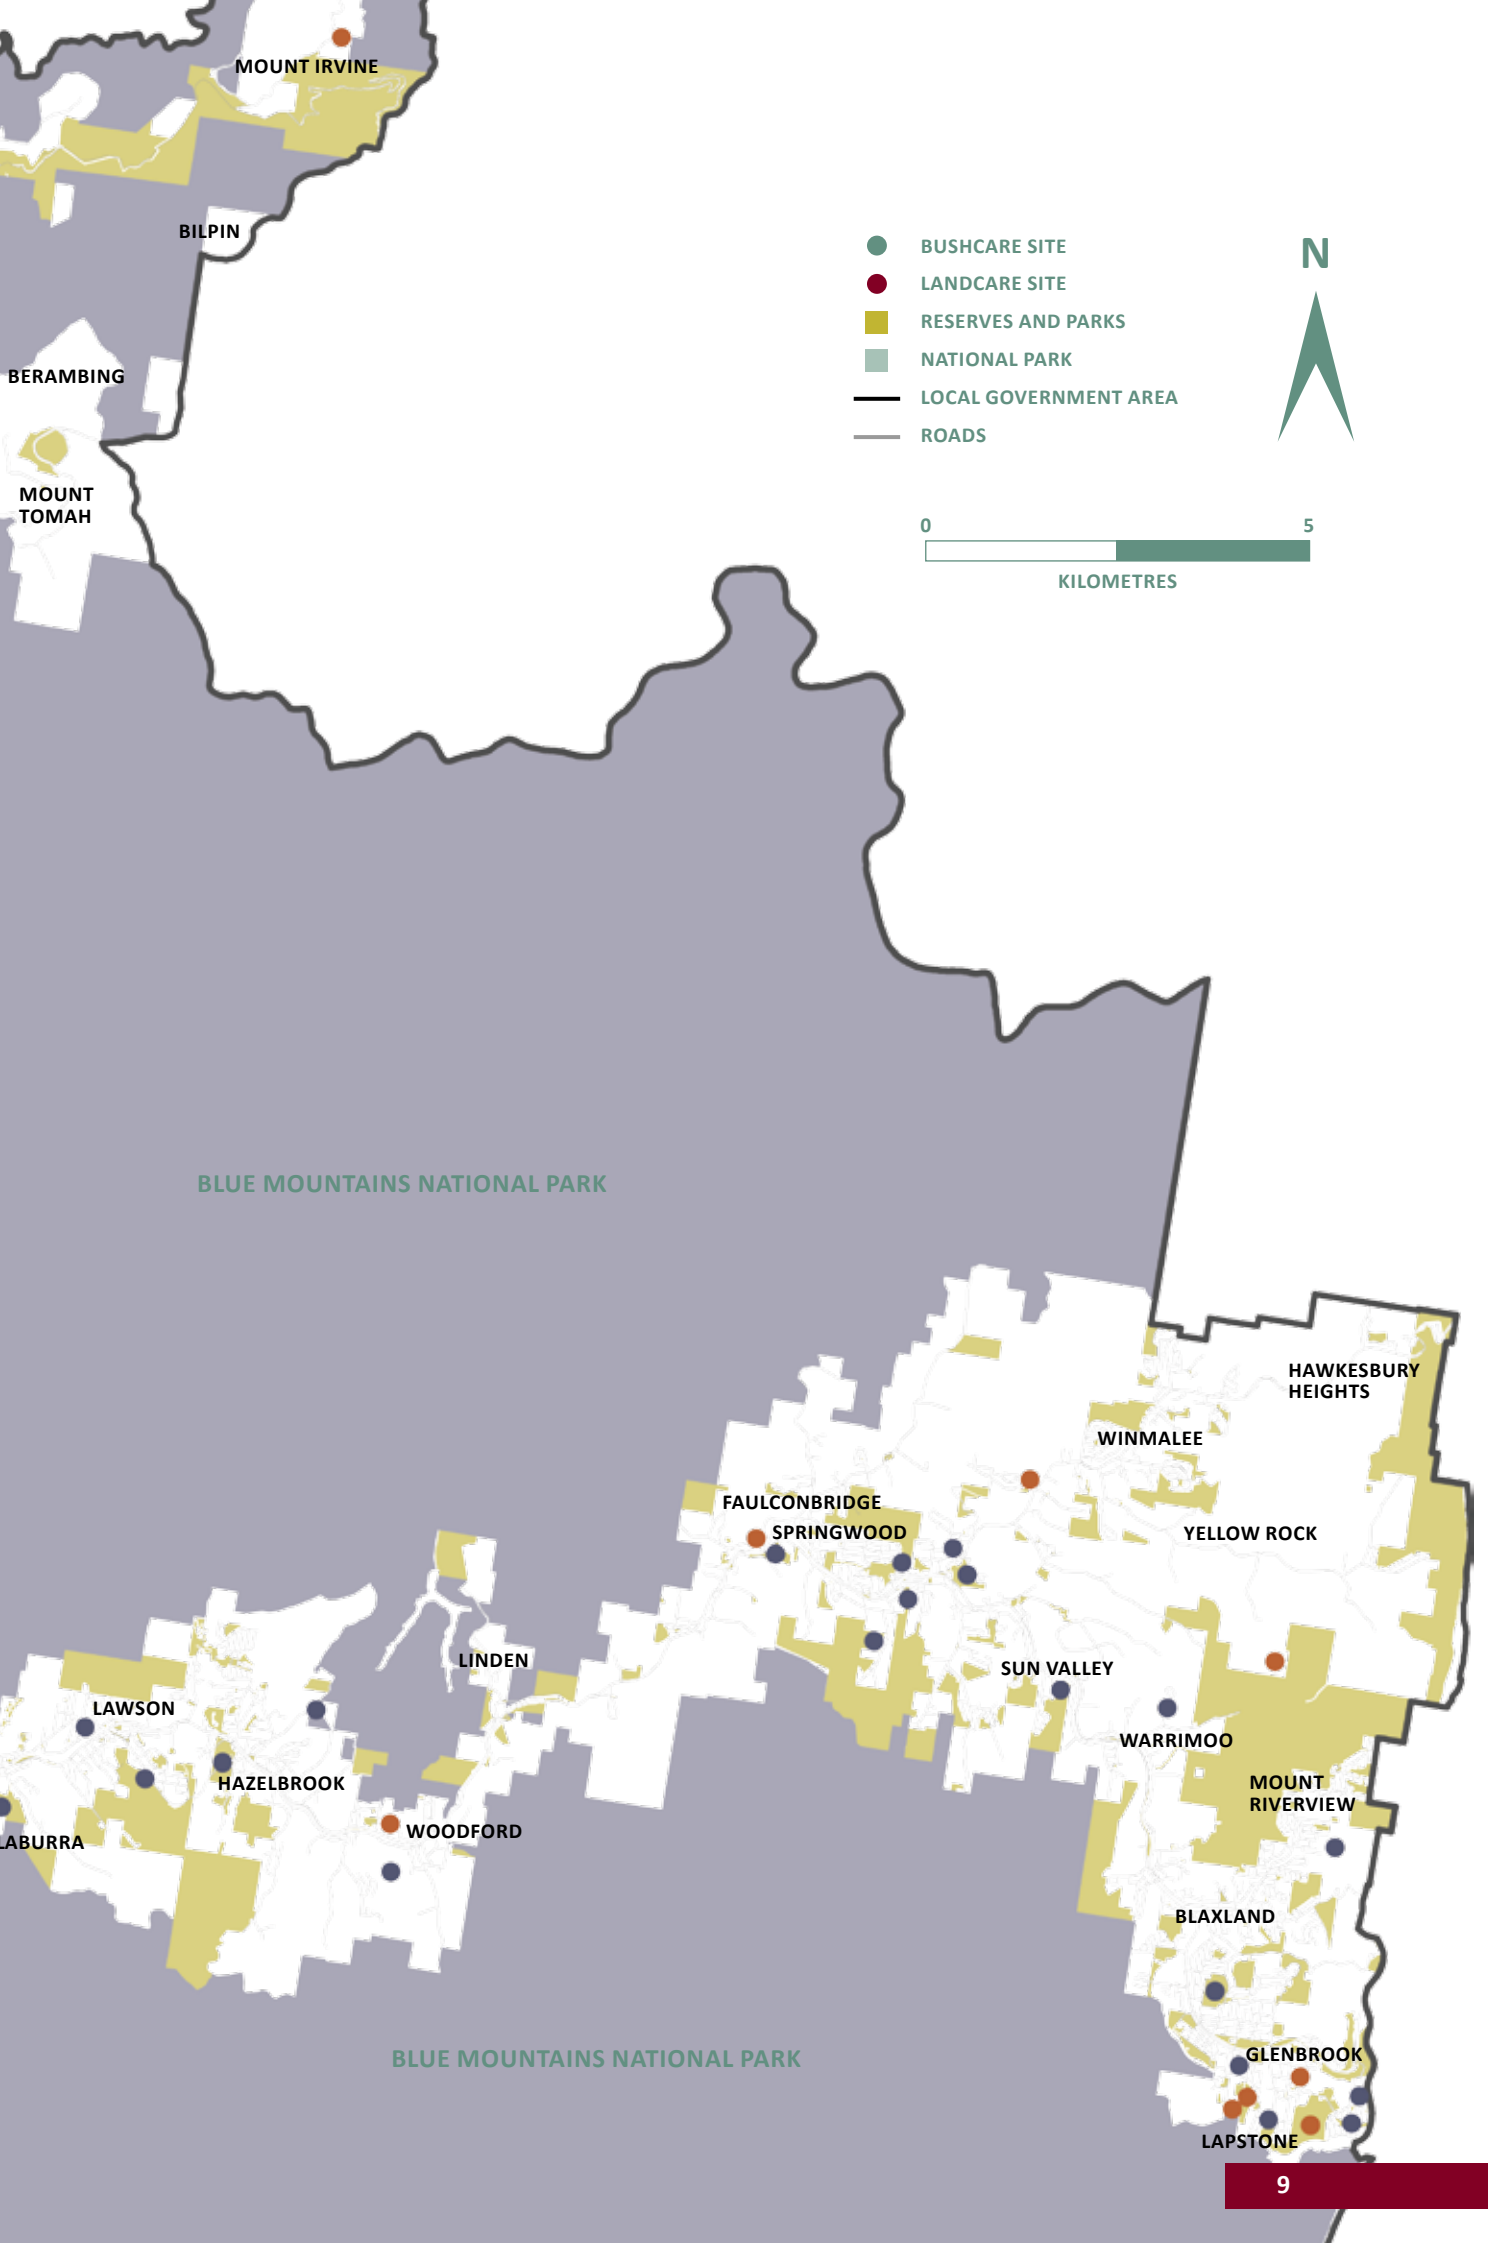 MOUNT IRVINE
BILPIN
BUSHCARE SITE
N
LANDCARE SITE
RESERVES AND PARKS
NATIONAL PARK
BERAMBING
LOCAL GOVERNMENT AREA
ROADS
MOUNT
TOMAH
0 5
KILOMETRES
BLUE MOUNTAINS NATIONAL PARK
HAWKESBURY
HEIGHTS
WINMALEE
FAULCONBRIDGE
SPRINGWOOD
YELLOW ROCK
LINDEN
SUN VALLEY
LAWSON
WARRIMOO
HAZELBROOK
MOUNT
RIVERVIEW
WOODFORD
LABURRA
BLAXLAND
GLENBROOK
BLUE MOUNTAINS NATIONAL PARK
LAPSTONE
9